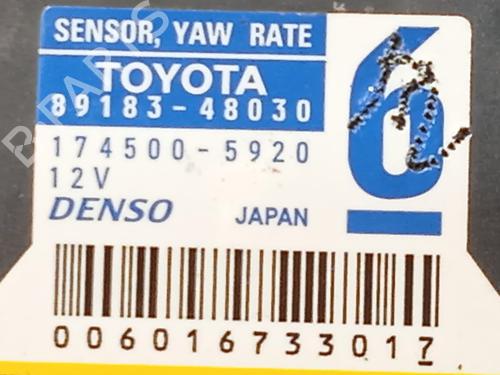 SENSOR, YAW RATE
TOYOTA
89183-48030
6
174500-5920
12V
DENSO JAPAN
006016733017